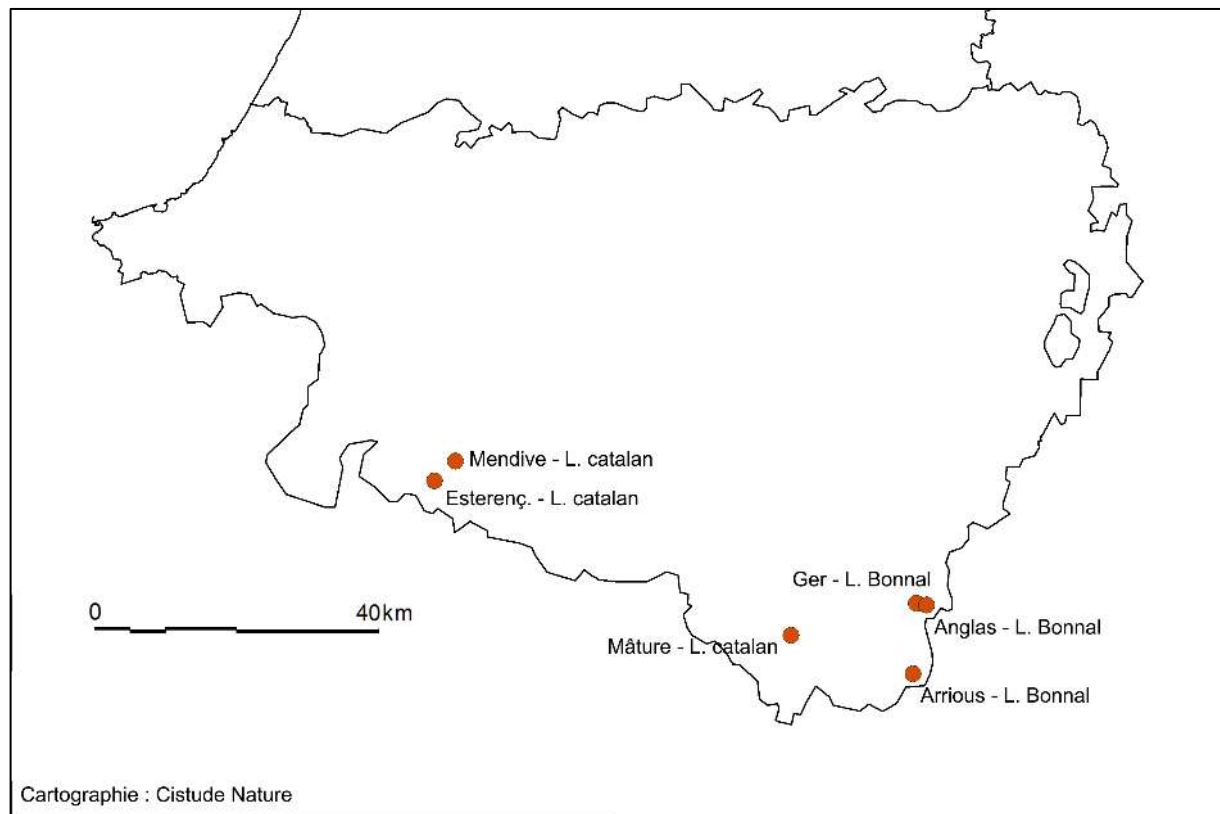 Mendive - L. catalan
Esterenç. - L. catalan
Ger - L. Bonnal
0 40km
Anglas - L. Bonnal
Mâture - L. catalan
Arrious - L. Bonnal
Cartographie : Cistude Nature